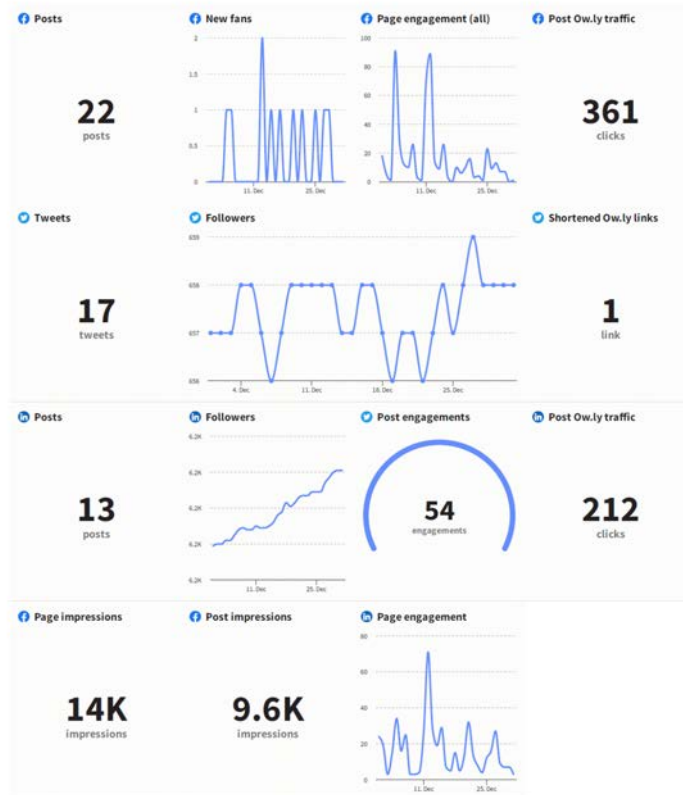 Posts
New fans
Page engagement (all)
Post Ow.ly traffic
22
posts
2
1.5
1
0.5
0
11. Dec
25. Dec
100
80
60
40
20
0
11. Dec
25. Dec
361
clicks
Tweets
Followers
Shortened Ow.ly links
17
tweets
659
658
657
656
4. Dec
11. Dec
18. Dec
25. Dec
1
link
Posts
Followers
Post engagements
Post Ow.ly traffic
13
posts
6.2K
6.2K
6.2K
6.2K
6.2K
11. Dec
25. Dec
54
engagements
212
clicks
Page impressions
Post impressions
Page engagement
14K
impressions
9.6K
impressions
80
60
40
20
0
11. Dec
25. Dec